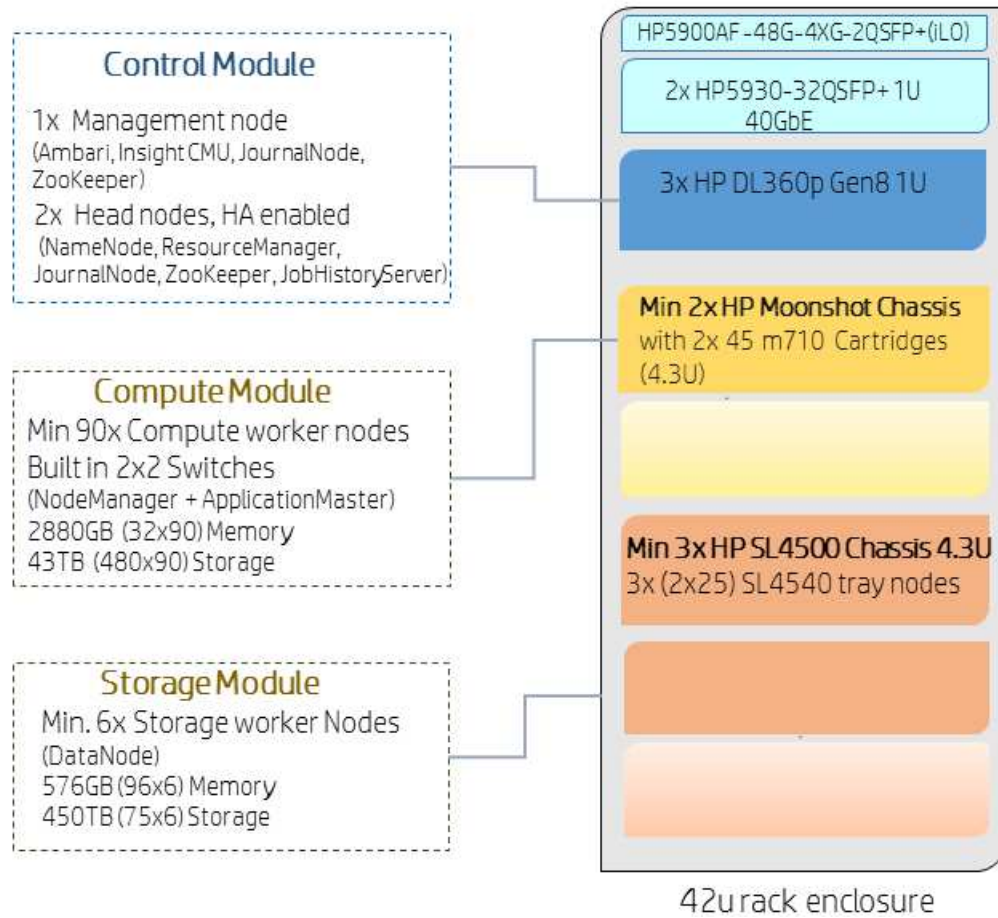 Control Module
1x Management node
(Ambari, Insight CMU, JournalNode,
ZooKeeper)
2x Head nodes, HA enabled
(NameNode, ResourceManager,
JournalNode, ZooKeeper, JobHistoryServer)
Compute Module
Min 90x Compute worker nodes
Built in 2x2 Switches
(NodeManager + ApplicationMaster)
2880GB (32x90) Memory
43TB (480x90) Storage
Storage Module
Min. 6x Storage worker Nodes
(DataNode)
576GB (96x6) Memory
450TB (75x6) Storage
HP5900AF-48G-4XG-2QSFP+(iLO)
2x HP5930-32QSFP+ 1U
40GbE
3x HP DL360p Gen8 1U
Min 2x HP Moonshot Chassis
with 2x 45 m710 Cartridges
(4.3U)
Min 3x HP SL4500 Chassis 4.3U
3x (2x25) SL4540 tray nodes
42u rack enclosure